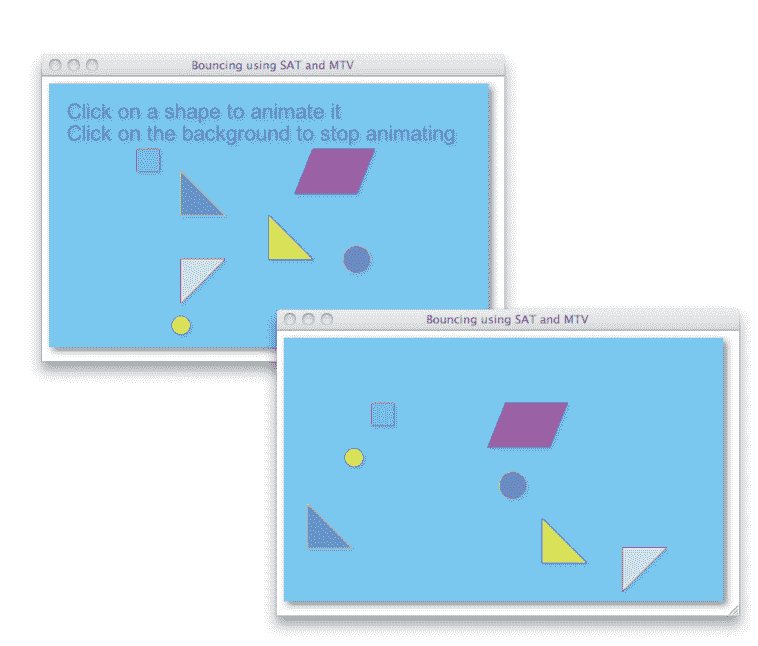 Bouncing using SAT and MTV
Click on a shape to animate it
Click on the background to stop animating
Bouncing using SAT and MTV